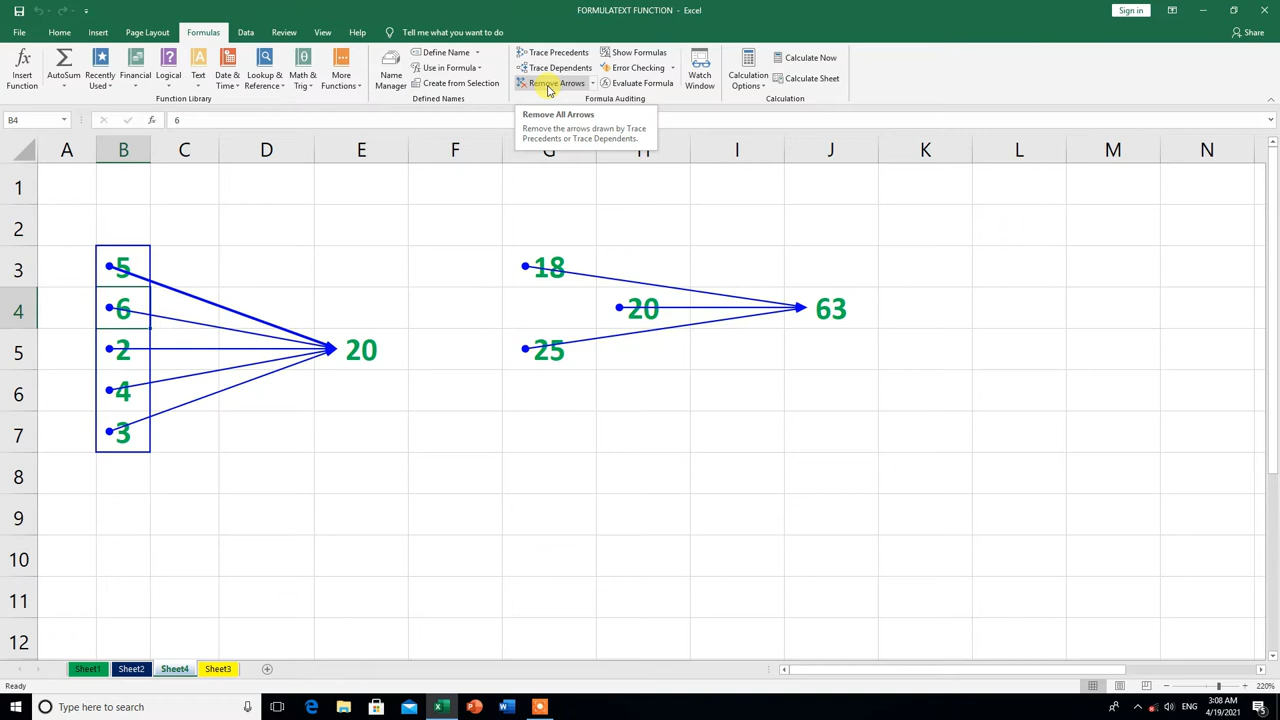 FORMULATEXT FUNCTION - Excel
Sign in
File Home Insert Page Layout Formulas Data Review View Help Tell me what you want to do Share
Insert Function
AutoSum
Recently Used
Financial
Logical
Text
Date & Time
Lookup & Reference
Math & Trig
More Functions
Function Library
Name Manager
Define Name
Use in Formula
Create from Selection
Defined Names
Trace Precedents
Trace Dependents
Remove Arrows
Show Formulas
Error Checking
Evaluate Formula
Formula Auditing
Watch Window
Calculation Options
Calculate Now
Calculate Sheet
Calculation
B4 fx 6
Remove All Arrows
Remove the arrows drawn by Trace
Precedents or Trace Dependents.
A B C D E F G H I J K L M N
1
2
3 5 18
4 6 20 63
5 2 20 25
6 4
7 3
8
9
10
11
12
Sheet1 Sheet2 Sheet4 Sheet3
Ready 220%
Type here to search
ENG 3:08 AM
4/19/2021